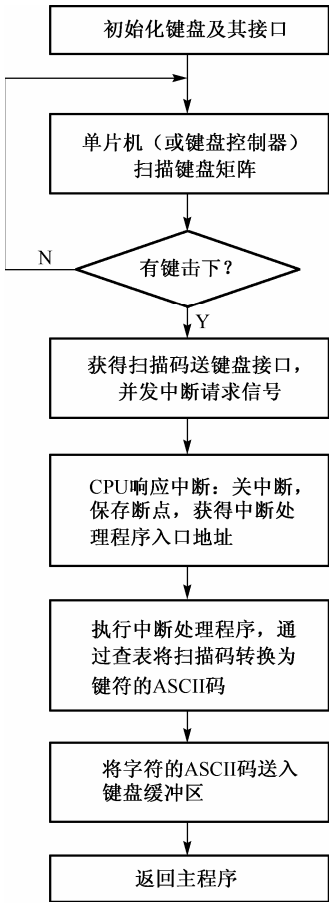 初始化键盘及其接口
单片机（或键盘控制器）
扫描键盘矩阵
有键击下？
N
Y
获得扫描码送键盘接口，
并发中断请求信号
CPU响应中断：关中断，
保存断点，获得中断处
理程序入口地址
执行中断处理程序，通
过查表将扫描码转换为
键符的ASCII码
将字符的ASCII码送入
键盘缓冲区
返回主程序